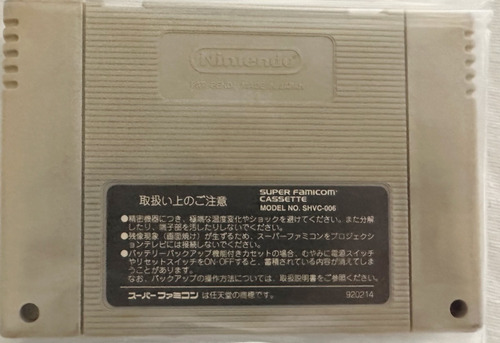 Nintendo
MADE IN JAPAN
取扱い上のご注意
SUPER FAMICOM
CASSETTE
MODEL NO. SHVC-006
●精密機器につき、極端な温度変化やショックを避けてください。また分解
したり、端子部を汚したりしないでください。
●残像現象（画面焼け）が生ずるため、スーパーファミコンをプロジェクシ
ョンテレビには接続しないでください。
●バッテリーバックアップ機能付きカセットの場合、むやみに電源スイッチ
やリセットスイッチをON・OFFすると、蓄積されている内容が消えてしま
うことがあります。
なお、バックアップの操作方法については、取扱説明書をご参照ください。
スーパーファミコン は任天堂の商標です。
920214